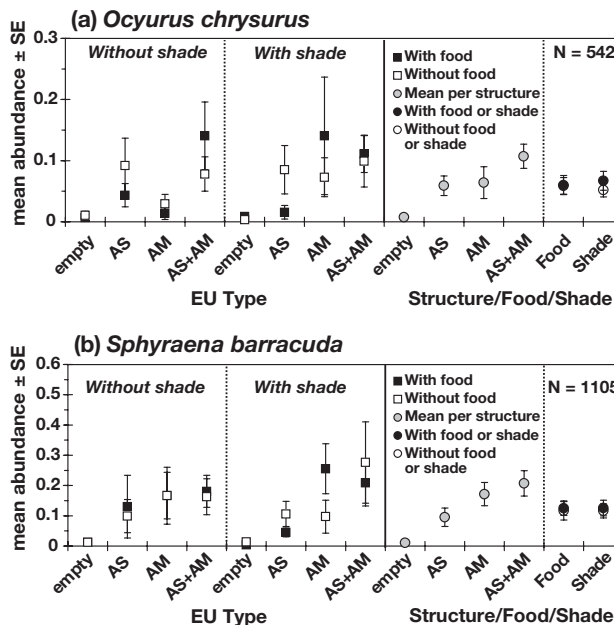 (a) Ocyurus chrysurus
mean abundance ± SE
0.3
0.2
0.1
0
Without shade
With shade
With food
Without food
Mean per structure
With food or shade
Without food
or shade
N = 542
empty
AS
AM
AS+AM
empty
AS
AM
AS+AM
empty
AS
AM
AS+AM
Food
Shade
EU Type
Structure/Food/Shade
(b) Sphyraena barracuda
mean abundance ± SE
0.6
0.5
0.4
0.3
0.2
0.1
0
Without shade
With shade
With food
Without food
Mean per structure
With food or shade
Without food
or shade
N = 1105
empty
AS
AM
AS+AM
empty
AS
AM
AS+AM
empty
AS
AM
AS+AM
Food
Shade
EU Type
Structure/Food/Shade